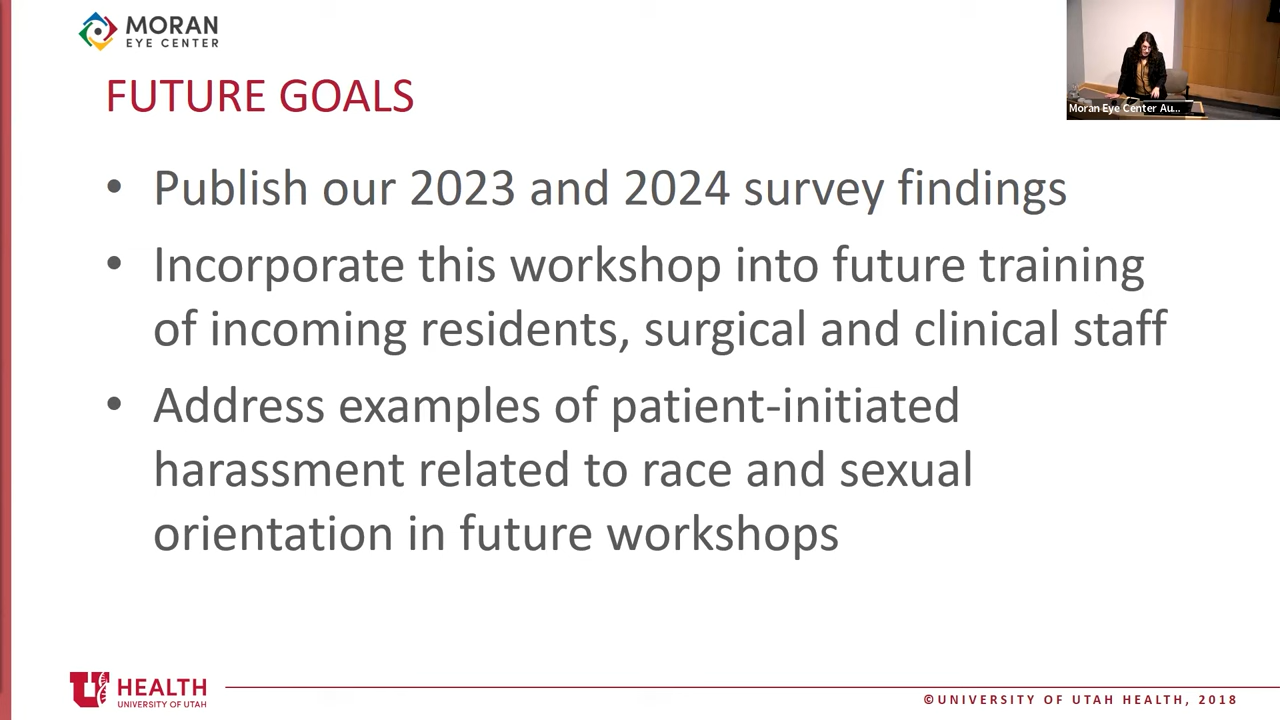 MORAN
EYE CENTER
Moran Eye Center Au...
FUTURE GOALS
• Publish our 2023 and 2024 survey findings
• Incorporate this workshop into future training
of incoming residents, surgical and clinical staff
• Address examples of patient-initiated
harassment related to race and sexual
orientation in future workshops
U HEALTH
UNIVERSITY OF UTAH
©UNIVERSITY OF UTAH HEALTH, 2018